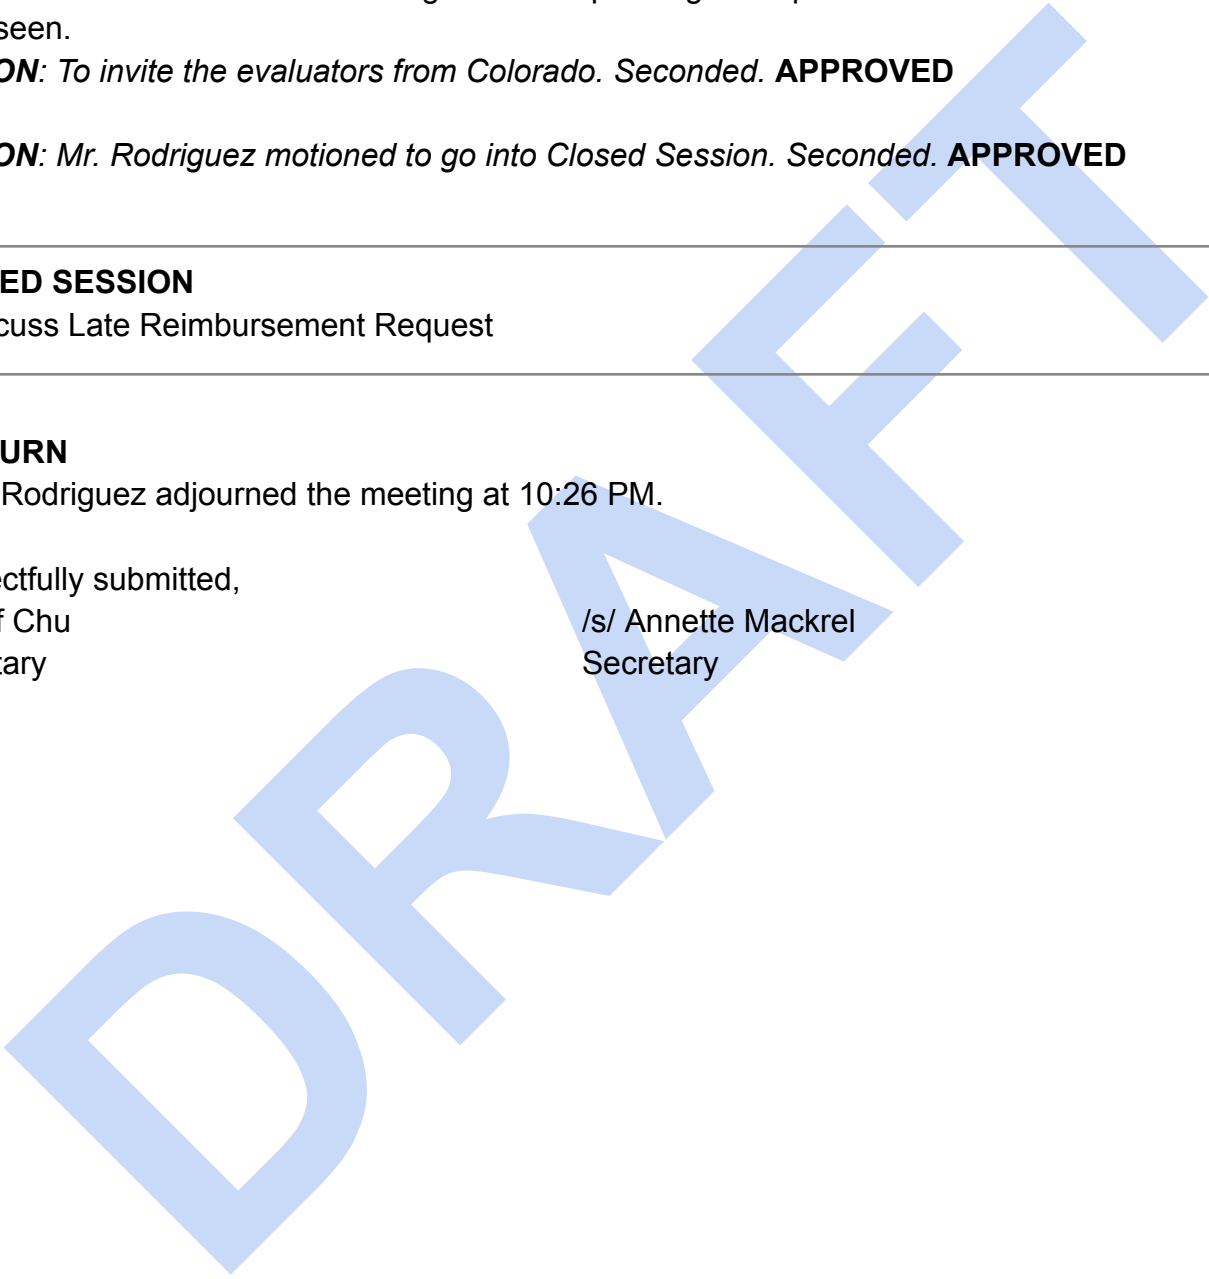 seen.
ON: To invite the evaluators from Colorado. Seconded. APPROVED
ON: Mr. Rodriguez motioned to go into Closed Session. Seconded. APPROVED
ED SESSION
cuss Late Reimbursement Request
URN
Rodriguez adjourned the meeting at 10:26 PM.
ctfully submitted,
f Chu /s/ Annette Mackrel
tary Secretary
DRAFT